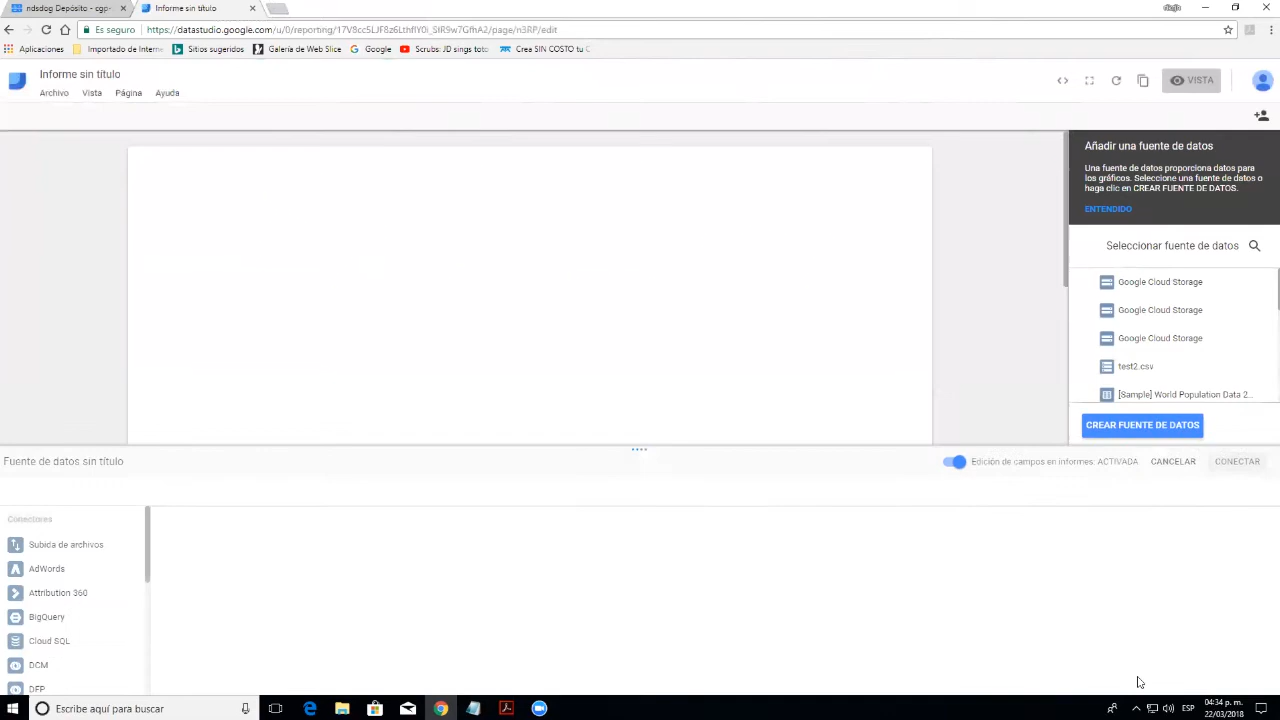 ndsdog Depósito - egp-
Informe sin título
Es seguro
https://datastudio.google.com/u/0/reporting/17V8cc5LJF8z6LthflY0i_SfR9w7GfhA2/page/n3RP/edit
Aplicaciones
Importado de Intern
Sitios sugeridos
Galería de Web Slice
Google
Scrubs: JD sings toto
Crea SIN COSTO tu C
Informe sin título
Archivo Vista Página Ayuda
VISTA
Añadir una fuente de datos
Una fuente de datos proporciona datos para
los gráficos. Seleccione una fuente de datos o
haga clic en CREAR FUENTE DE DATOS.
ENTENDIDO
Seleccionar fuente de datos
Google Cloud Storage
Google Cloud Storage
Google Cloud Storage
test2.csv
[Sample] World Population Data 2...
CREAR FUENTE DE DATOS
Fuente de datos sin título
Edición de campos en informes: ACTIVADA
CANCELAR
CONECTAR
Conectores
Subida de archivos
AdWords
Attribution 360
BigQuery
Cloud SQL
DCM
DFP
Escribe aquí para buscar
ESP
04:34 p. m.
22/03/2018